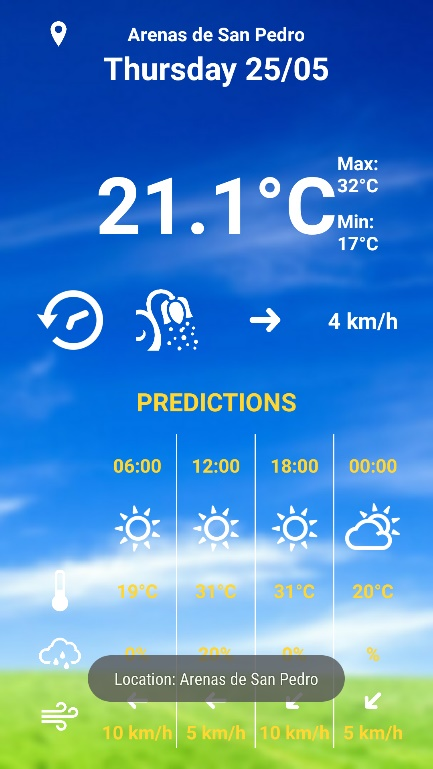 Arenas de San Pedro
Thursday 25/05
21.1°C
Max:
32°C
Min:
17°C
4 km/h
PREDICTIONS
06:00 12:00 18:00 00:00
19°C 31°C 31°C 20°C
0% 20% 0% %
Location: Arenas de San Pedro
10 km/h 5 km/h 10 km/h 5 km/h